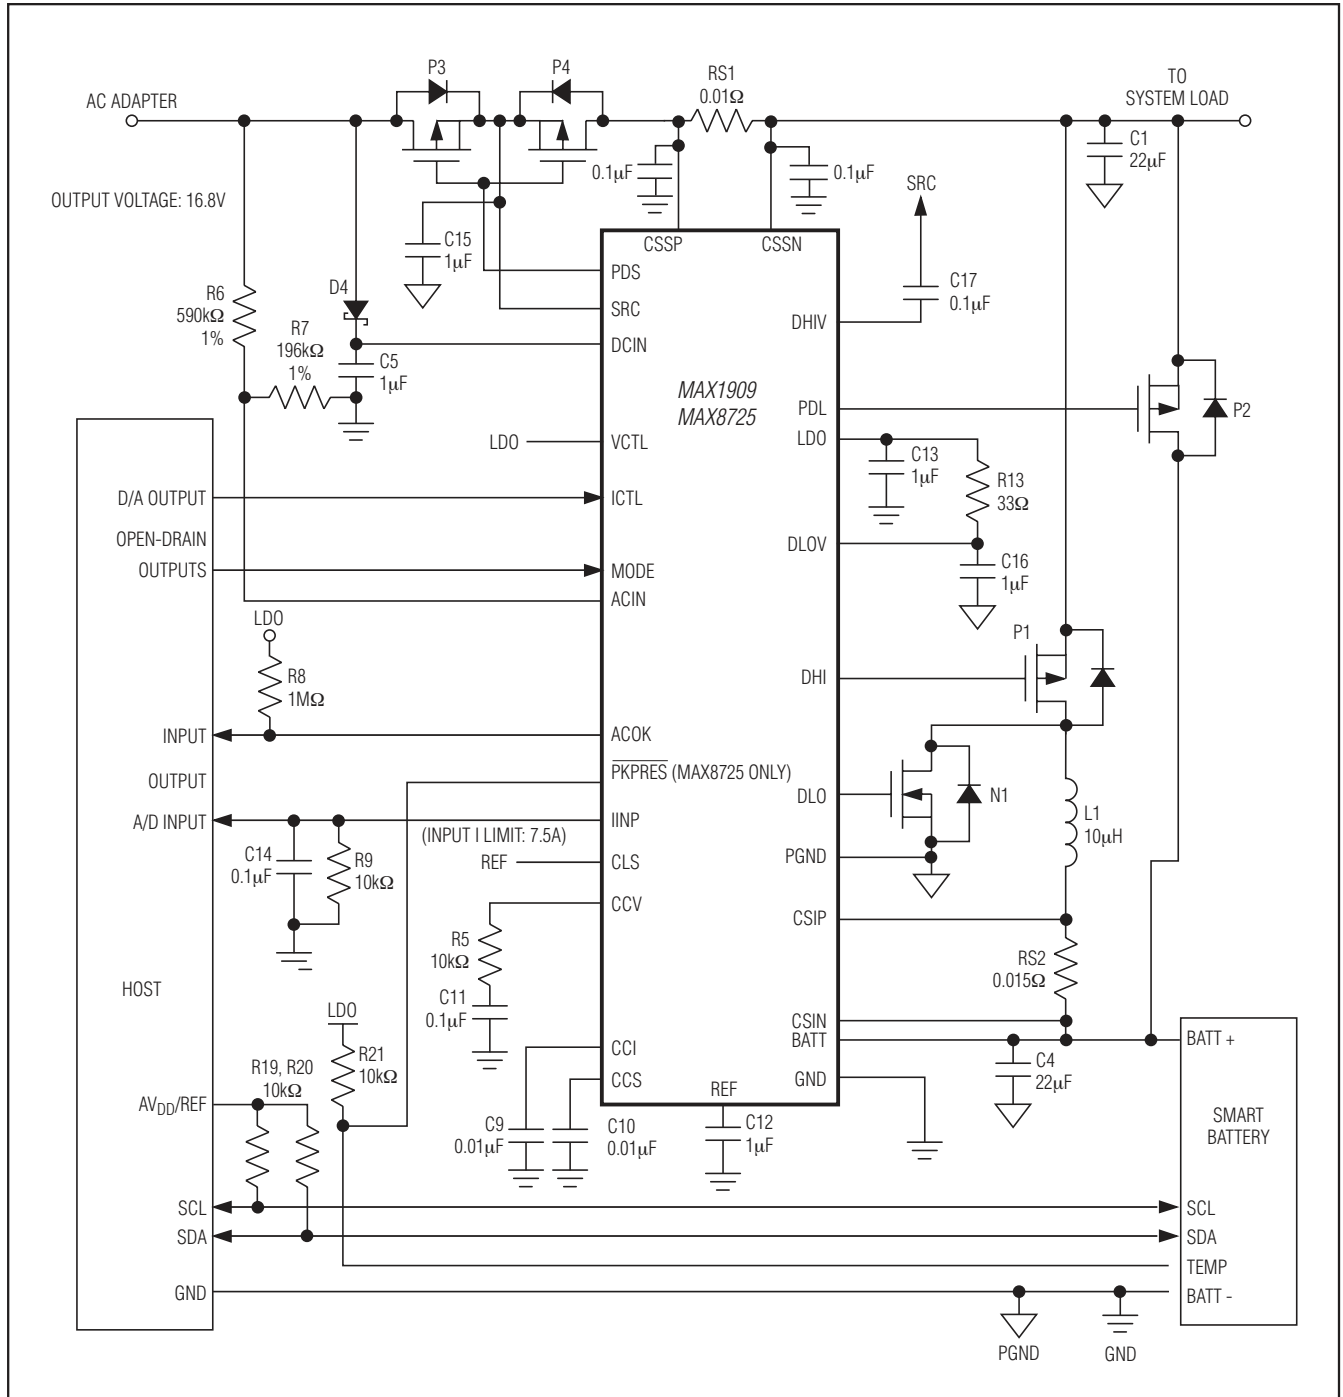 P3
P4
RS1
0.01Ω
TO
SYSTEM LOAD
AC ADAPTER
C1
22µF
0.1µF
0.1µF
SRC
OUTPUT VOLTAGE: 16.8V
CSSP
CSSN
C15
1µF
PDS
SRC
C17
0.1µF
DHIV
D4
R6
590kΩ
1%
R7
196kΩ
1%
DCIN
C5
1µF
MAX1909
MAX8725
PDL
P2
LDO
VCTL
LDO
C13
1µF
R13
33Ω
D/A OUTPUT
ICTL
OPEN-DRAIN
OUTPUTS
MODE
DLOV
C16
1µF
ACIN
LDO
R8
1MΩ
P1
DHI
INPUT
ACOK
OUTPUT
PKPRES (MAX8725 ONLY)
DLO
N1
A/D INPUT
IINP
(INPUT I LIMIT: 7.5A)
L1
10µH
C14
0.1µF
R9
10kΩ
REF
CLS
PGND
CCV
CSIP
R5
10kΩ
RS2
0.015Ω
HOST
C11
0.1µF
LDO
CSIN
BATT
BATT +
R21
10kΩ
CCI
C4
22µF
R19, R20
10kΩ
CCS
REF
GND
AVDD/REF
C9
0.01µF
C10
0.01µF
C12
1µF
SMART
BATTERY
SCL
SCL
SDA
SDA
TEMP
GND
BATT -
PGND
GND